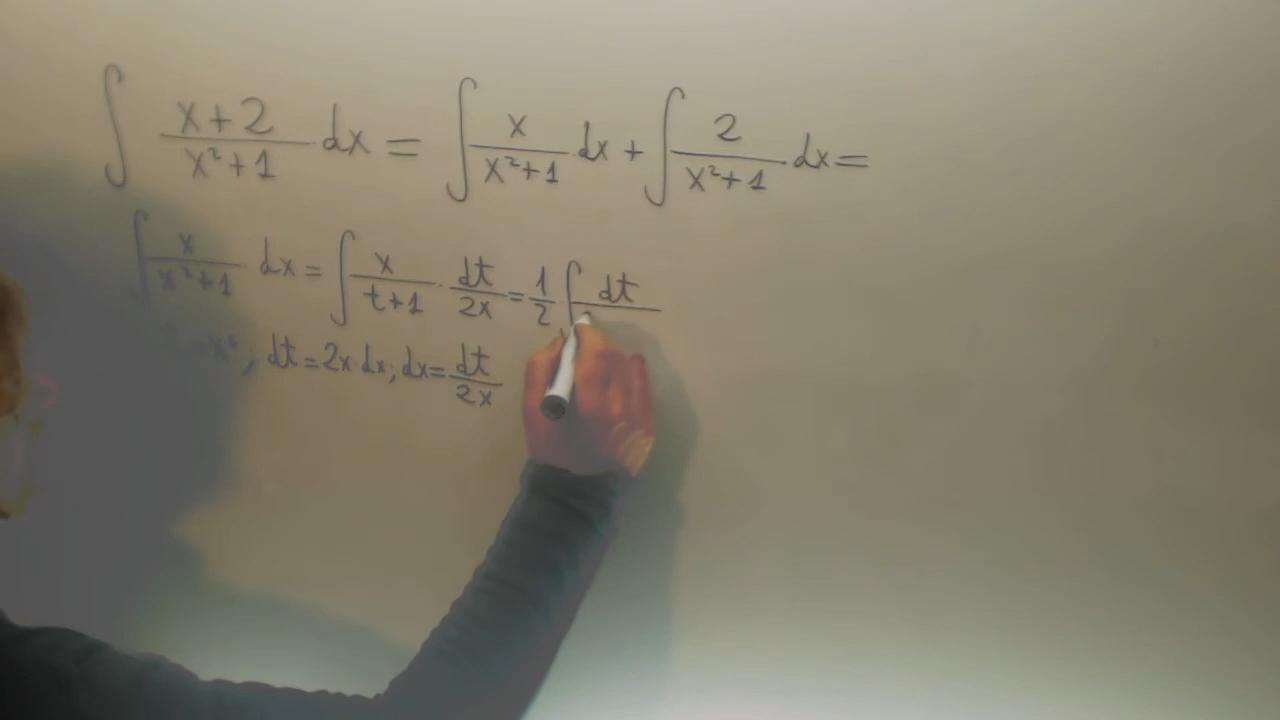 ∫ (x+2)/(x²+1) dx = ∫ x/(x²+1) dx + ∫ 2/(x²+1) dx =
∫ x/(x²+1) dx = ∫ x/(t+1) · dt/2x = 1/2 ∫ dt
x², dt = 2x dx; dx = dt/2x